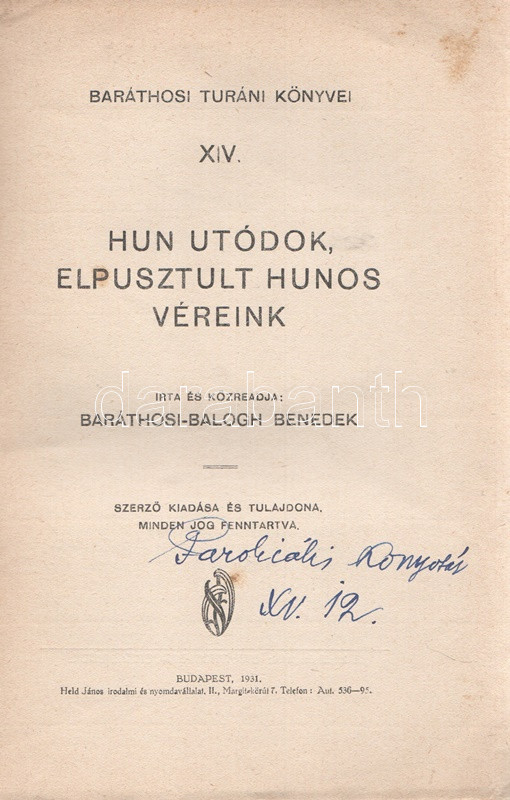 BARÁTHOSI TURÁNI KÖNYVEI
XIV.
HUN UTÓDOK,
ELPUSZTULT HUNOS
VÉREINK
darabanth
IRTA ÉS KÖZREADJA:
BARÁTHOSI-BALOGH BENEDEK
SZERZŐ KIADÁSA ÉS TULAJDONA,
MINDEN JOG FENNTARTVA,
Parohiális Könyvtár
XV. 12.
BUDAPEST, 1931.
Held János irodalmi és nyomdavállalat. II., Margitkörút 7. Telefon: Aut. 536—95.